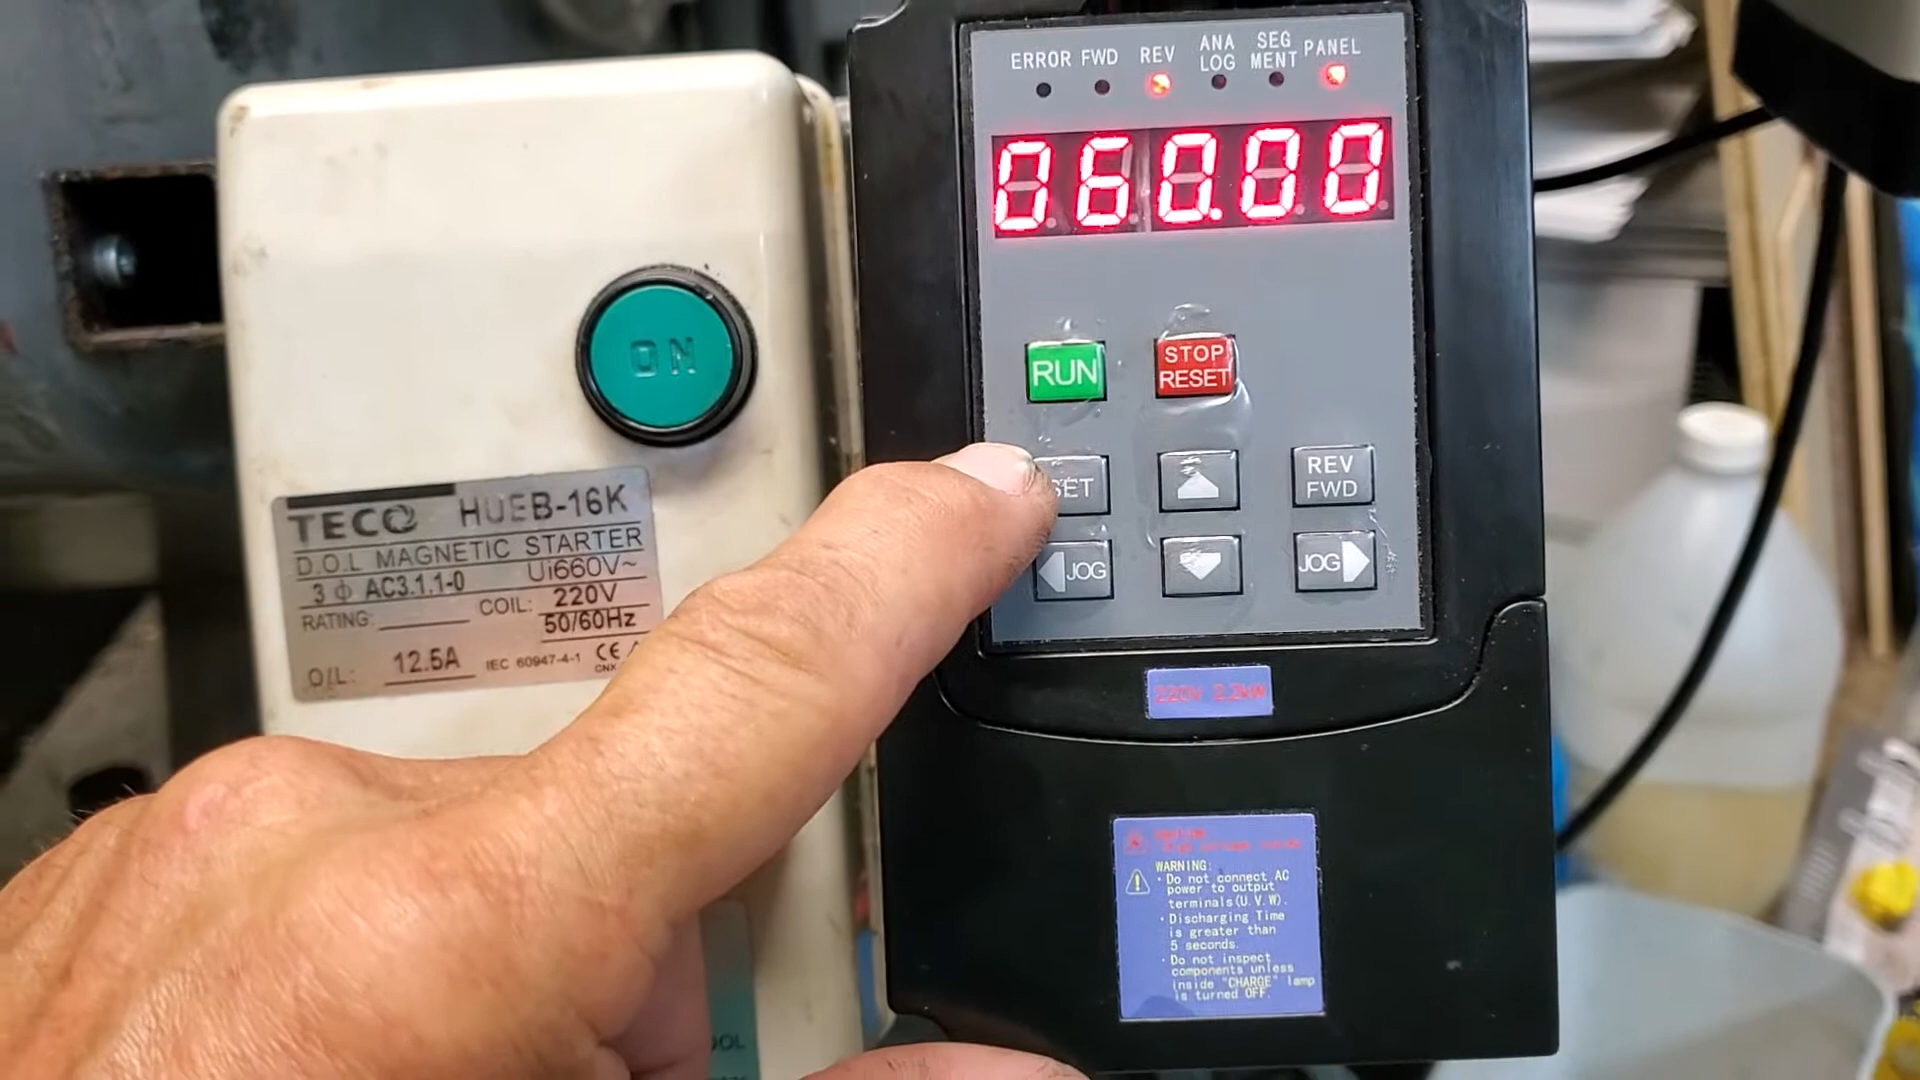 ERROR FWD REV ANA LOG SEG MENT PANEL
060.00
RUN
STOP
RESET
SET
REV
FWD
JOG
JOG
220V 2.2KW
WARNING:
· Do not connect AC
power to output
terminals(U.V.W).
· Discharging Time
is greater than
5 seconds.
· Do not inspect
components unless
inside "CHARGE" lamp
is turned OFF.
ON
TECO HUEB-16K
D.O.L MAGNETIC STARTER
3 ф AC3.1.1-0 Ui660V~
RATING: COIL: 220V
50/60Hz
O/L: 12.5A IEC 60947-4-1 CE